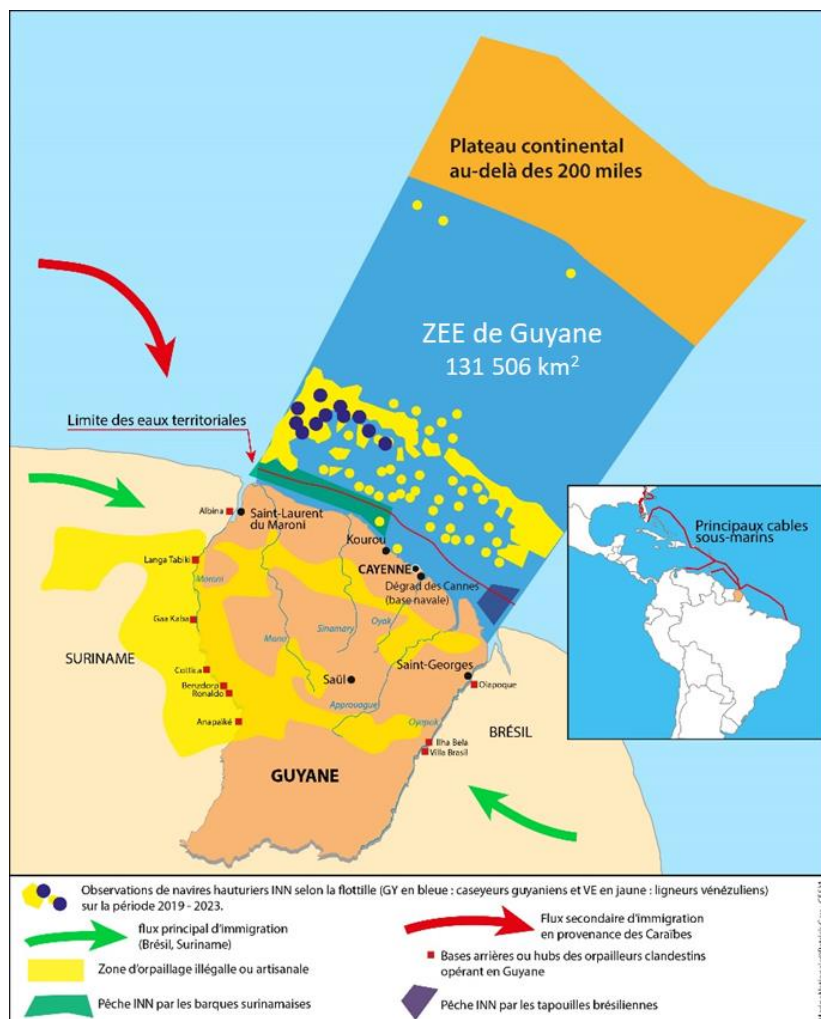 Plateau continental
au-delà des 200 miles
ZEE de Guyane
131 506 km²
Limite des eaux territoriales
Albina
Saint-Laurent
du Maroni
Kourou
Principaux cables
sous-marins
Langa Tabiki
Maroni
CAYENNE
Dégrad des Cannes
(base navale)
Gaa Kaba
Mana
Sinamary
Oyak
SURINAME
Cottica
Benzdorp
Ronaldo
Saül
Saint-Georges
Oiapoque
Approuague
Anapaïké
Oyapok
BRÉSIL
Ilha Bela
Villa Brasil
GUYANE
Observations de navires hauturiers INN selon la flottille (GY en bleue : caseyeurs guyaniens et VE en jaune : ligneurs vénézuliens)
sur la période 2019 - 2023.
flux principal d'immigration
(Brésil, Suriname)
Flux secondaire d'immigration
en provenance des Caraïbes
Zone d'orpaillage illégalle ou artisanale
Bases arrières ou hubs des orpailleurs clandestins
opérant en Guyane
Pêche INN par les barques surinamaises
Pêche INN par les tapouilles brésiliennes